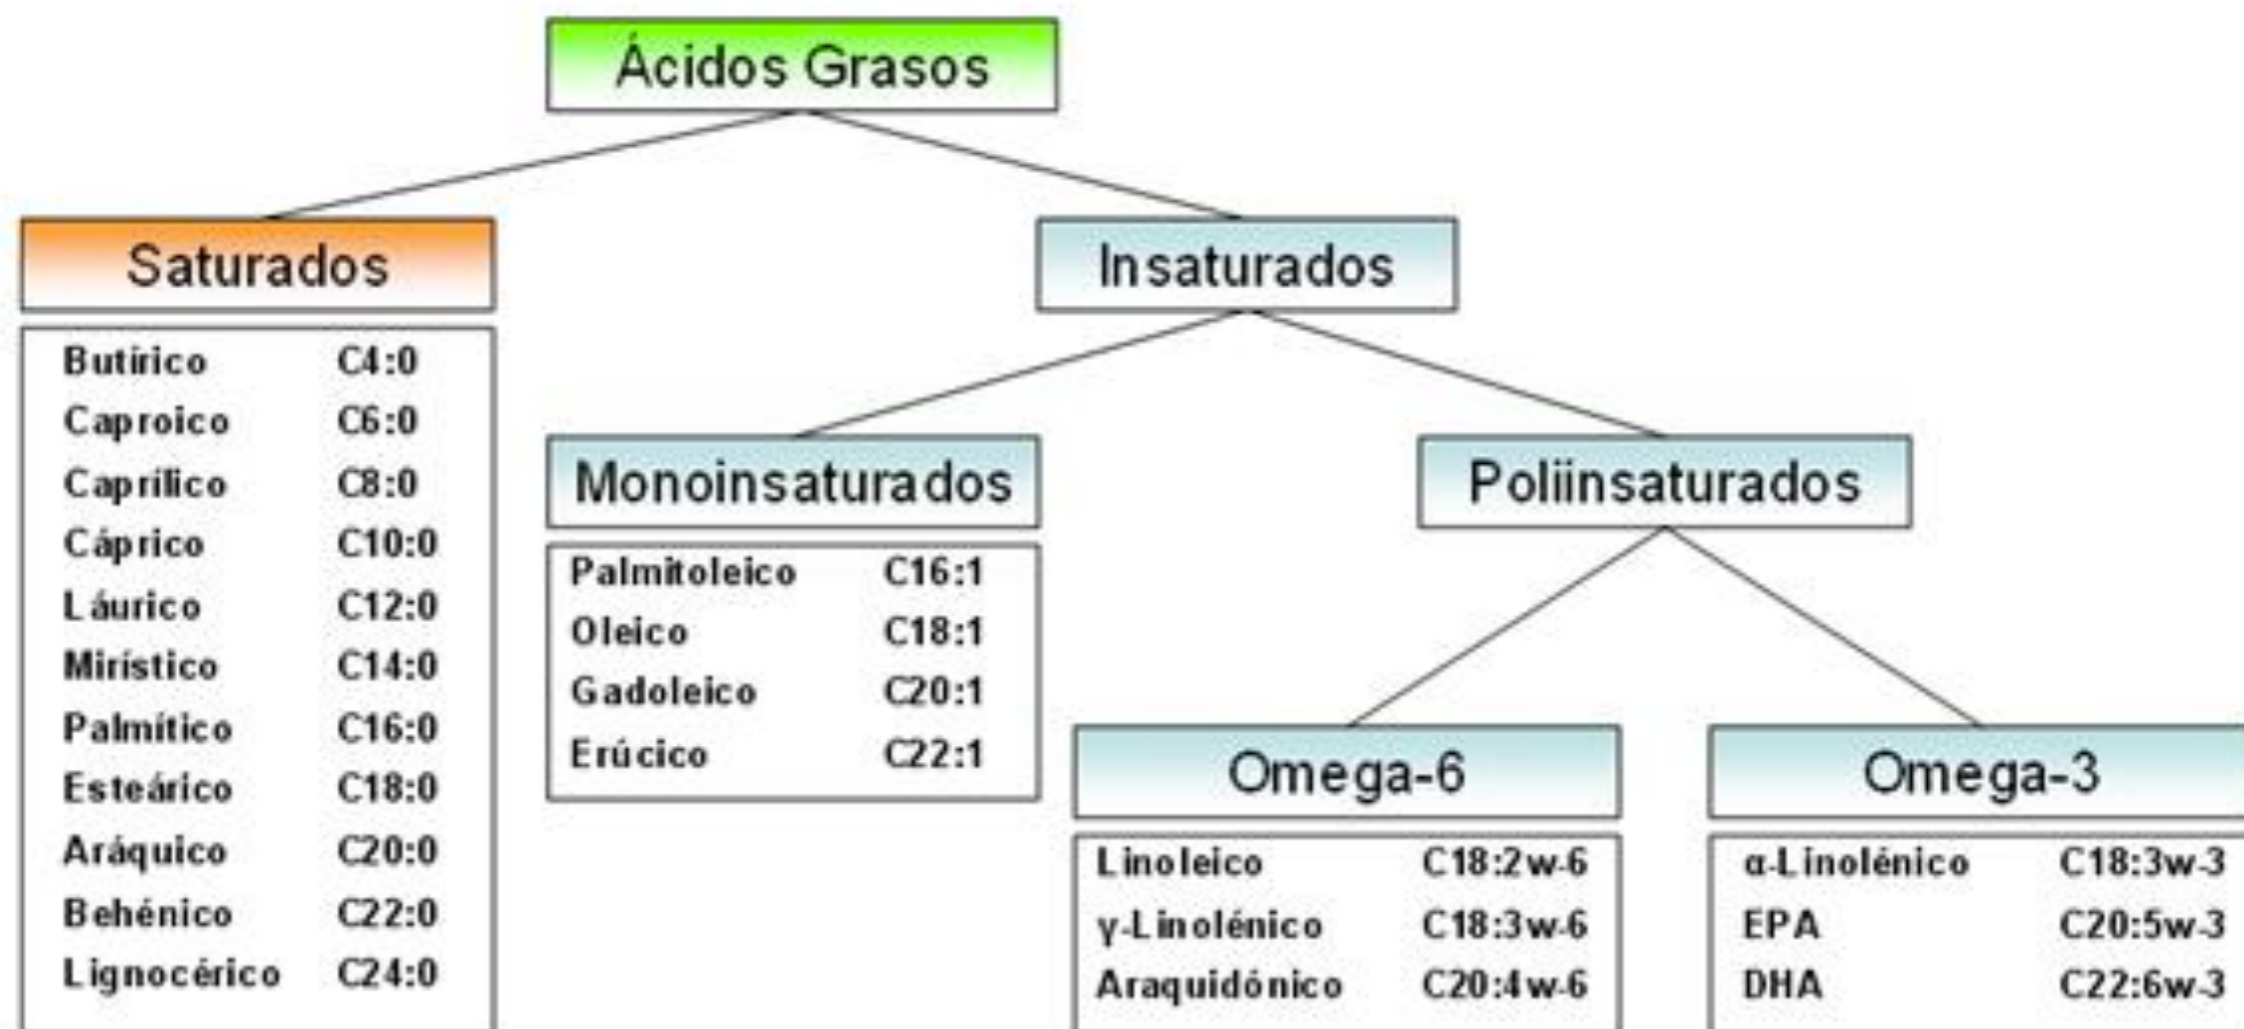 Ácidos Grasos
Saturados
Butírico C4:0
Caproico C6:0
Caprílico C8:0
Cáprico C10:0
Láurico C12:0
Mirístico C14:0
Palmítico C16:0
Esteárico C18:0
Aráquico C20:0
Behénico C22:0
Lignocérico C24:0
Insaturados
Monoinsaturados
Palmitoleico C16:1
Oleico C18:1
Gadoleico C20:1
Erúcico C22:1
Poliinsaturados
Omega-6
Linoleico C18:2w-6
γ-Linolénico C18:3w-6
Araquidónico C20:4w-6
Omega-3
α-Linolénico C18:3w-3
EPA C20:5w-3
DHA C22:6w-3